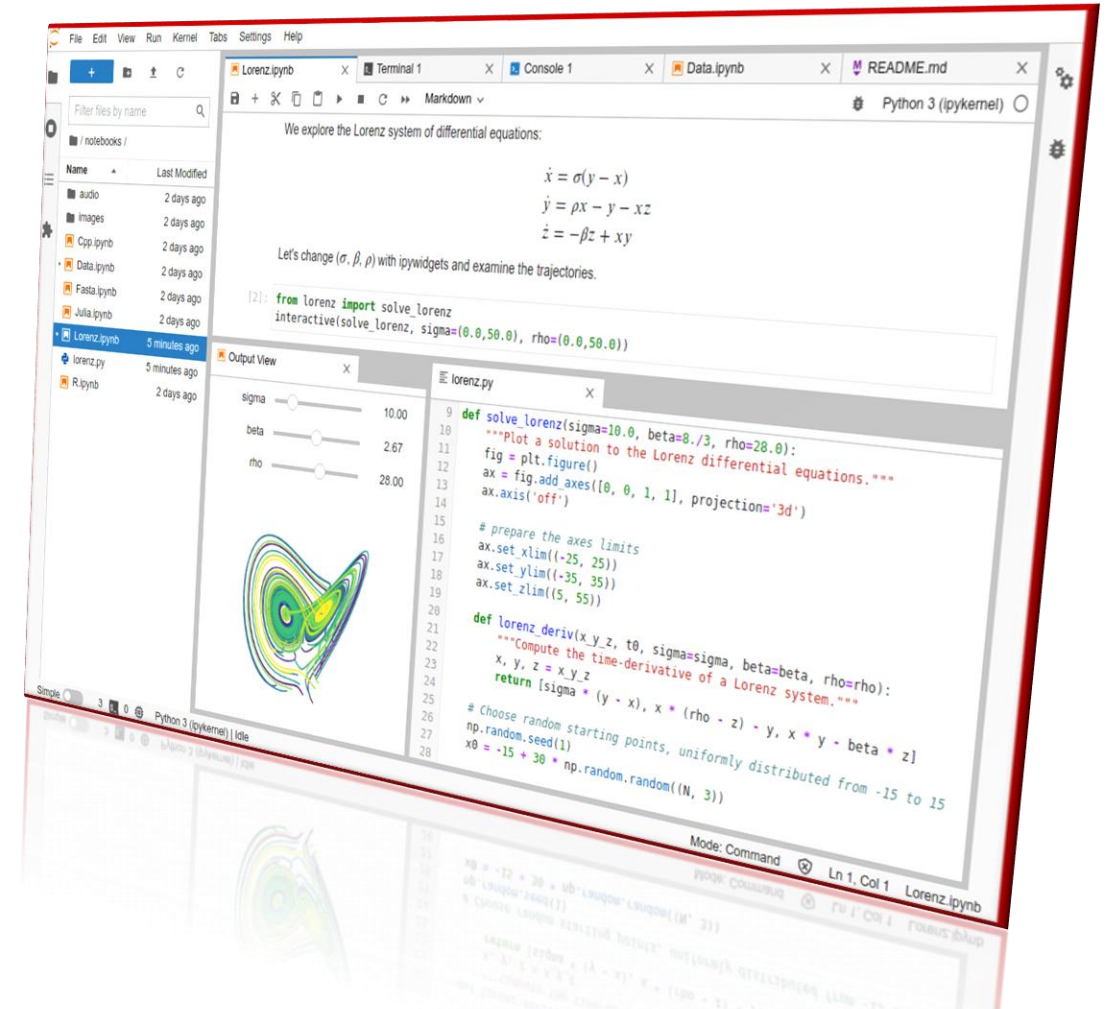 File Edit View Run Kernel Tabs Settings Help
+
Filter files by name
/ notebooks /
Name Last Modified
audio 2 days ago
images 2 days ago
Cpp.ipynb 2 days ago
Data.ipynb 2 days ago
Fasta.ipynb 2 days ago
Julia.ipynb 2 days ago
Lorenz.ipynb 5 minutes ago
lorenz.py 5 minutes ago
R.ipynb 2 days ago
Lorenz.ipynb X Terminal 1 X Console 1 X Data.ipynb X README.md X
Markdown Python 3 (ipykernel)
We explore the Lorenz system of differential equations:
ẋ = σ(y − x)
ẏ = ρx − y − xz
ż = −βz + xy
Let's change (σ, β, ρ) with ipywidgets and examine the trajectories.
[2]: from lorenz import solve_lorenz
interactive(solve_lorenz, sigma=(0.0,50.0), rho=(0.0,50.0))
Output View X
sigma 10.00
beta 2.67
rho 28.00
lorenz.py X
9 def solve_lorenz(sigma=10.0, beta=8./3, rho=28.0):
10 """Plot a solution to the Lorenz differential equations."""
11 fig = plt.figure()
12 ax = fig.add_axes([0, 0, 1, 1], projection='3d')
13 ax.axis('off')
14
15 # prepare the axes limits
16 ax.set_xlim((-25, 25))
17 ax.set_ylim((-35, 35))
18 ax.set_zlim((5, 55))
19
20 def lorenz_deriv(x_y_z, t0, sigma=sigma, beta=beta, rho=rho):
21 """Compute the time-derivative of a Lorenz system."""
22 x, y, z = x_y_z
23 return [sigma * (y - x), x * (rho - z) - y, x * y - beta * z]
24
25 # Choose random starting points, uniformly distributed from -15 to 15
26 np.random.seed(1)
27 x0 = -15 + 30 * np.random.random((N, 3))
28
Simple 3 0 Python 3 (ipykernel) | Idle
Mode: Command Ln 1, Col 1 Lorenz.ipynb